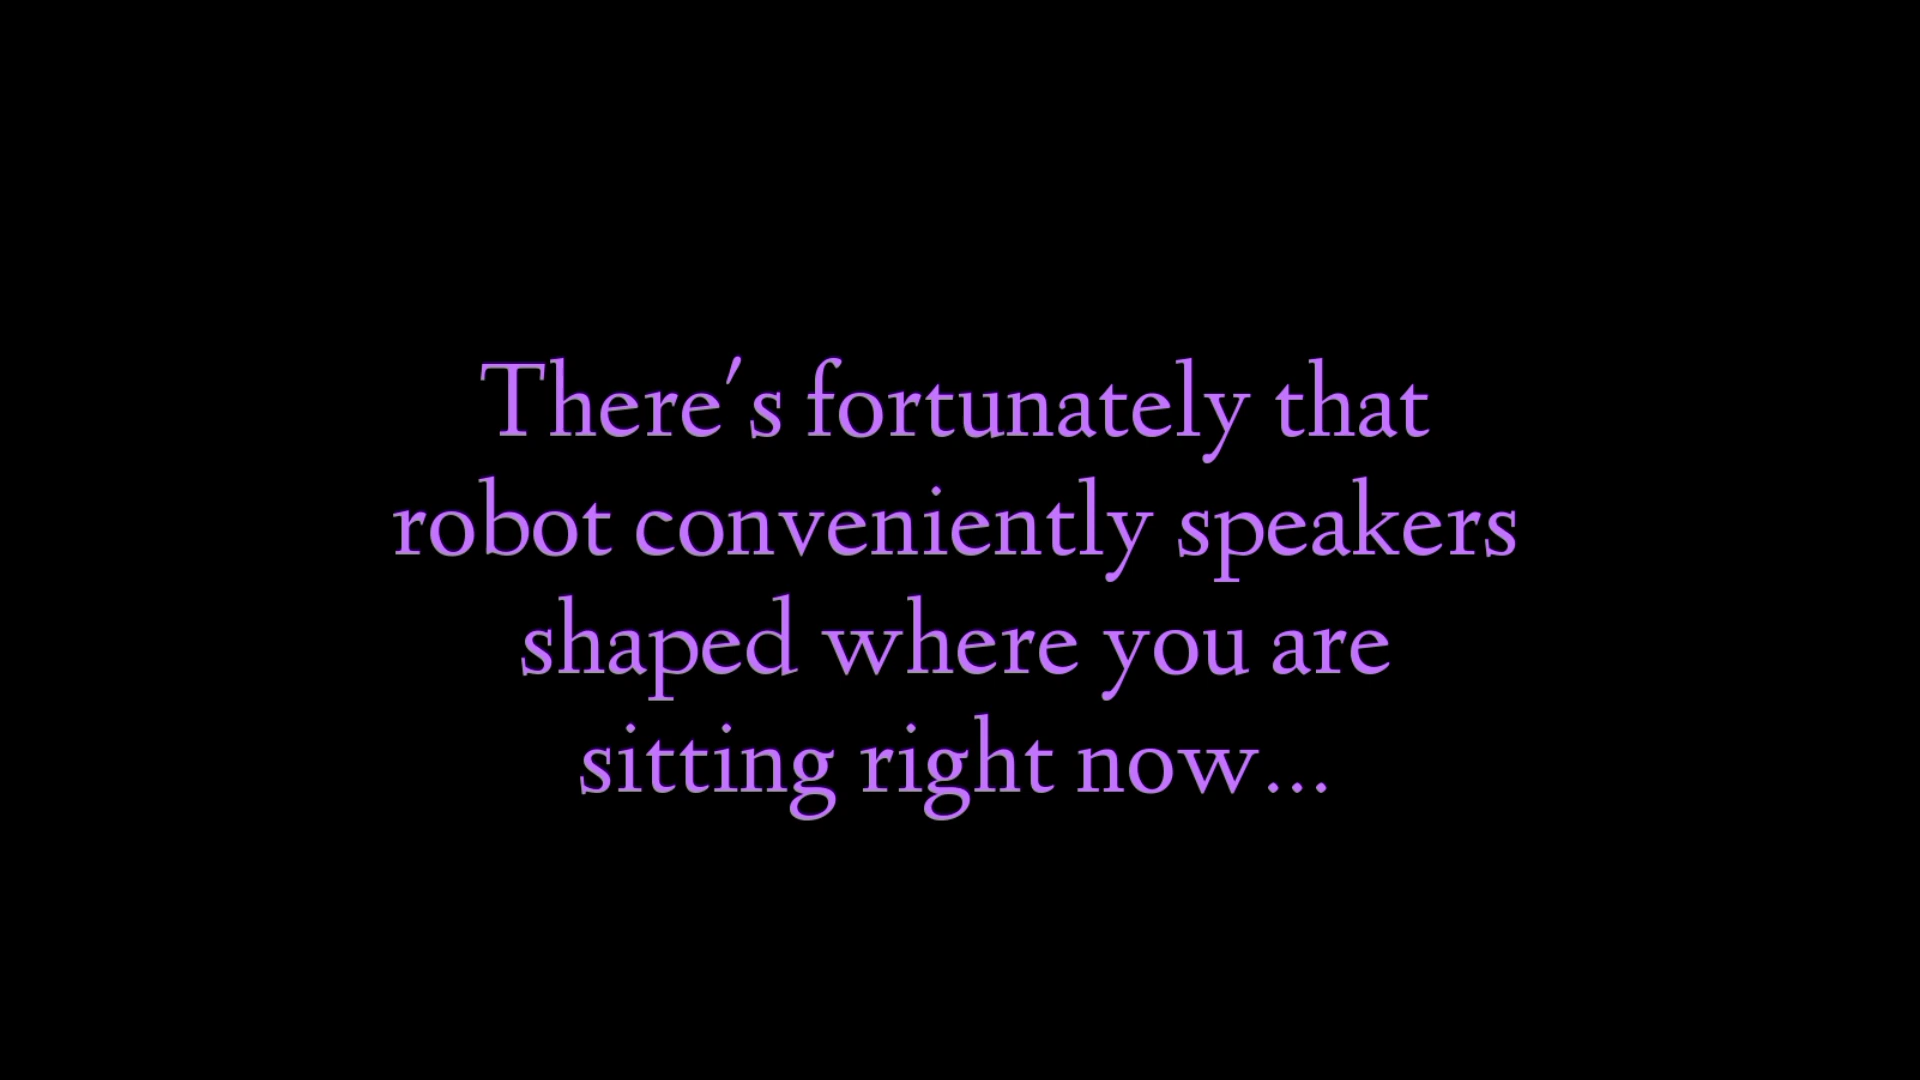 There's fortunately that
robot conveniently speakers
shaped where you are
sitting right now...